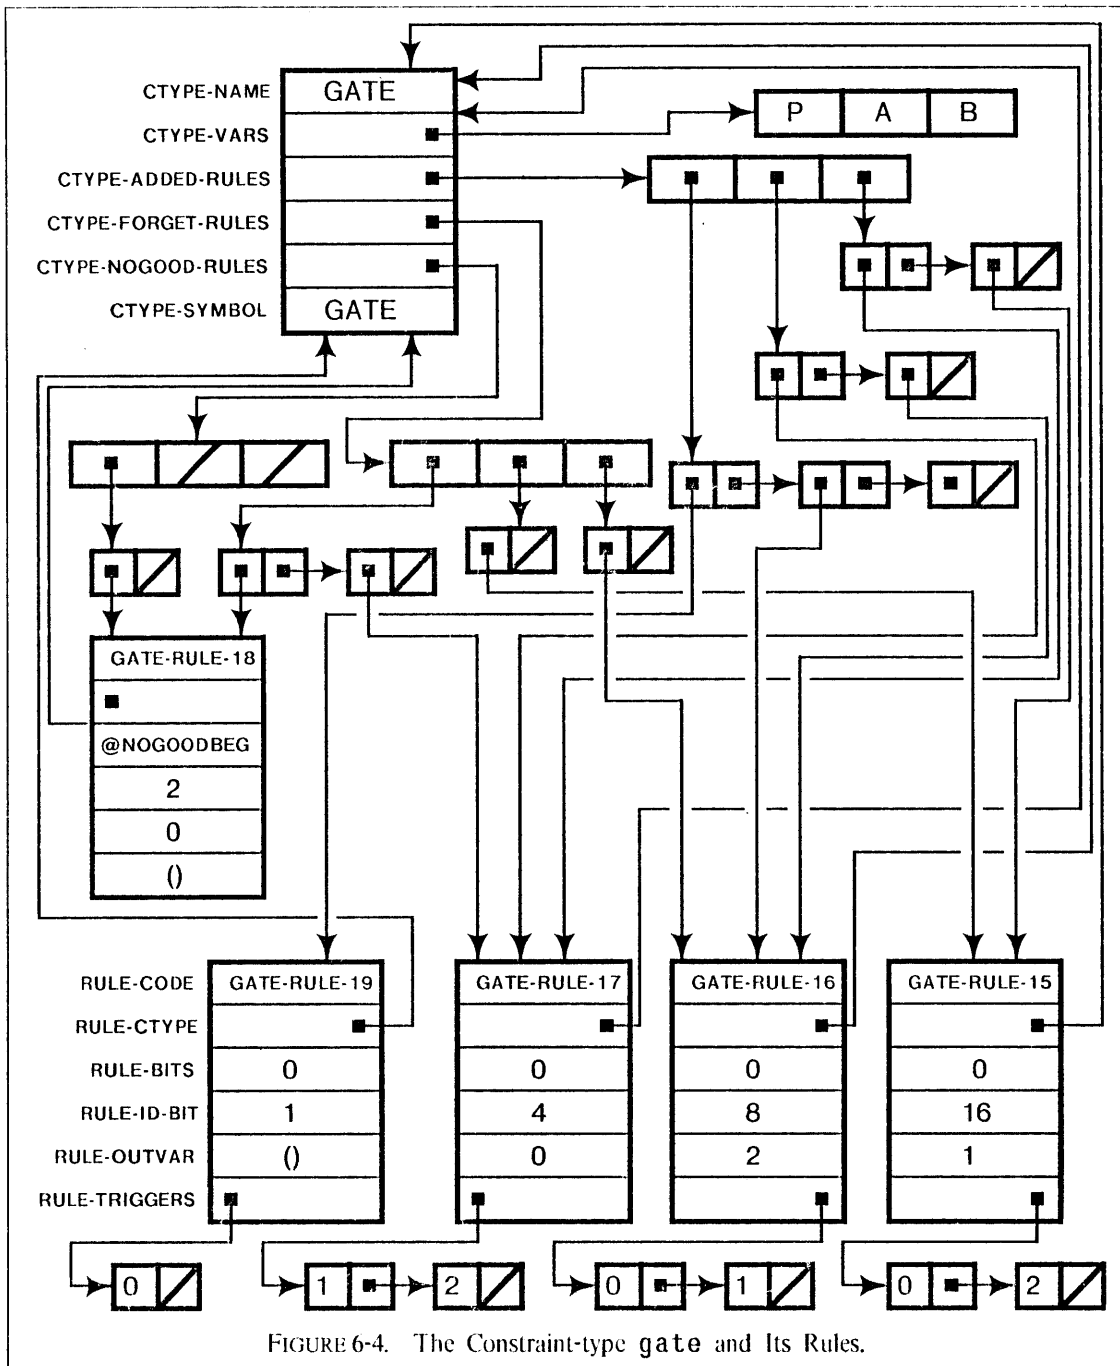 CTYPE-NAME GATE
CTYPE-VARS P A B
CTYPE-ADDED-RULES
CTYPE-FORGET-RULES
CTYPE-NOGOOD-RULES
CTYPE-SYMBOL GATE
GATE-RULE-18
@NOGOODBEG
2
0
()
RULE-CODE GATE-RULE-19 GATE-RULE-17 GATE-RULE-16 GATE-RULE-15
RULE-CTYPE
RULE-BITS 0 0 0 0
RULE-ID-BIT 1 4 8 16
RULE-OUTVAR () 0 2 1
RULE-TRIGGERS
0 1 2 0 1 0 2
FIGURE 6-4. The Constraint-type gate and Its Rules.